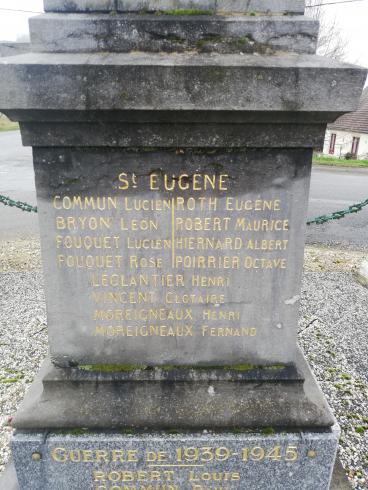 St EUGÈNE
COMMUN LUCIEN ROTH EUGÈNE
BRYON LÉON ROBERT MAURICE
FOUQUET LUCIEN HIERNARD ALBERT
FOUQUET ROSE POIRRIER OCTAVE
LÉGLANTIER HENRI
VINCENT CLOTAIRE
MOREIGNEAUX HENRI
MOREIGNEAUX FERNAND
GUERRE DE 1939-1945
ROBERT LOUIS
COMMUN